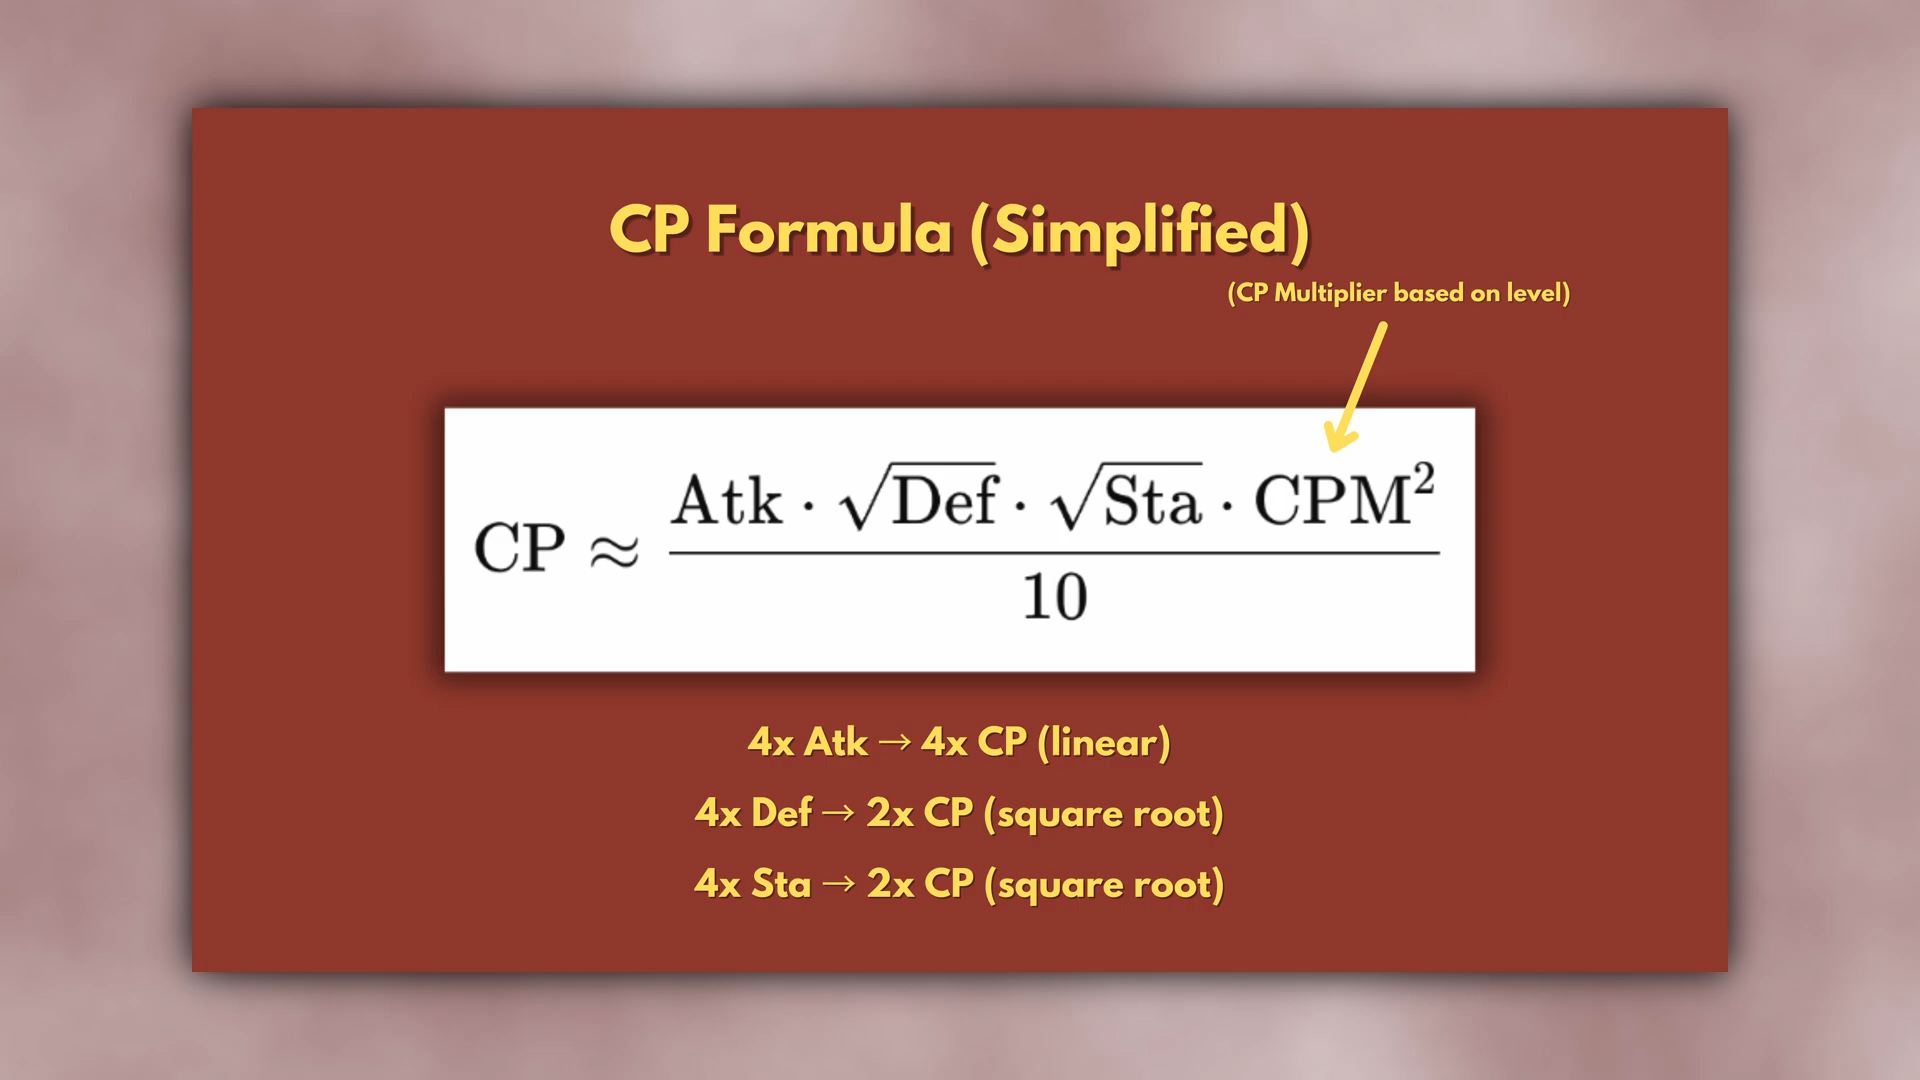 CP Formula (Simplified)
(CP Multiplier based on level)
CP ≈ Atk · √Def · √Sta · CPM² / 10
4x Atk → 4x CP (linear)
4x Def → 2x CP (square root)
4x Sta → 2x CP (square root)